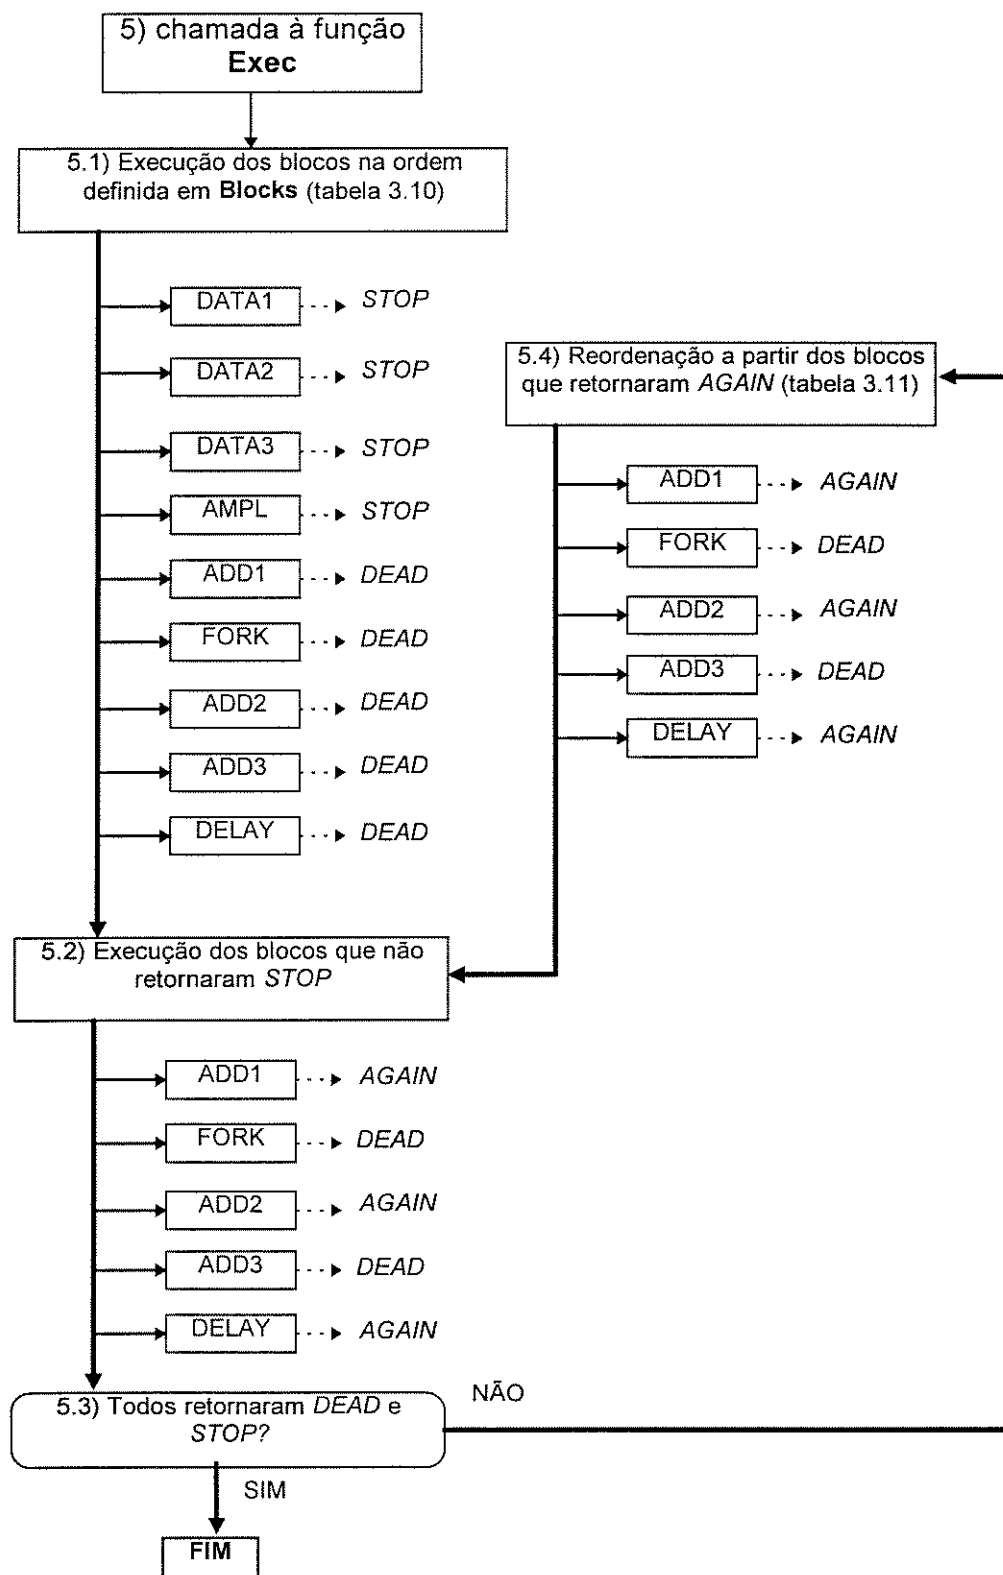 5) chamada à função
Exec
5.1) Execução dos blocos na ordem
definida em Blocks (tabela 3.10)
DATA1 STOP
DATA2 STOP
DATA3 STOP
AMPL STOP
ADD1 DEAD
FORK DEAD
ADD2 DEAD
ADD3 DEAD
DELAY DEAD
5.4) Reordenação a partir dos blocos
que retornaram AGAIN (tabela 3.11)
ADD1 AGAIN
FORK DEAD
ADD2 AGAIN
ADD3 DEAD
DELAY AGAIN
5.2) Execução dos blocos que não
retornaram STOP
ADD1 AGAIN
FORK DEAD
ADD2 AGAIN
ADD3 DEAD
DELAY AGAIN
5.3) Todos retornaram DEAD e
STOP?
NÃO
SIM
FIM